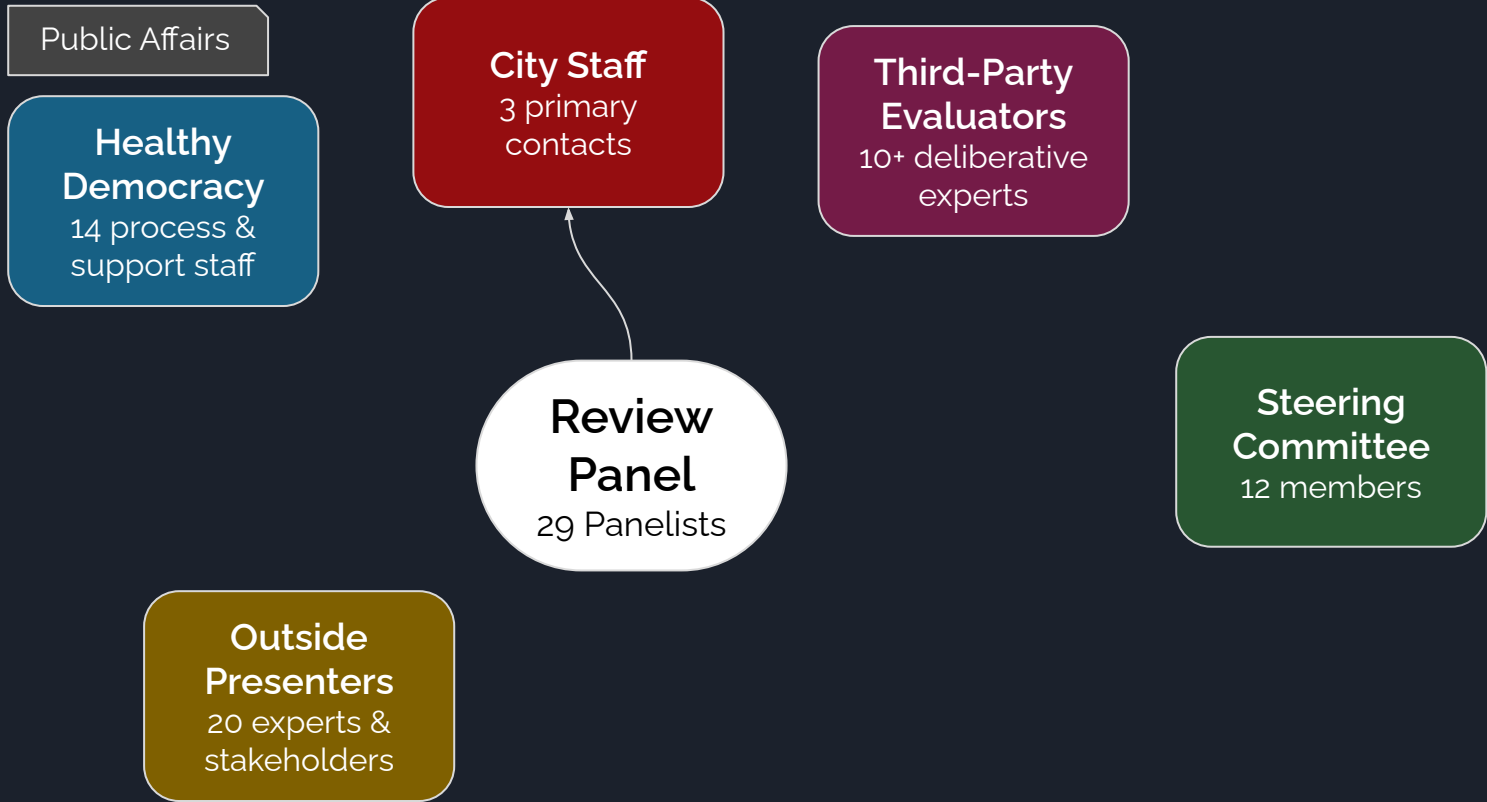 Public Affairs
Healthy
Democracy
14 process &
support staff
City Staff
3 primary
contacts
Third-Party
Evaluators
10+ deliberative
experts
Review
Panel
29 Panelists
Steering
Committee
12 members
Outside
Presenters
20 experts &
stakeholders